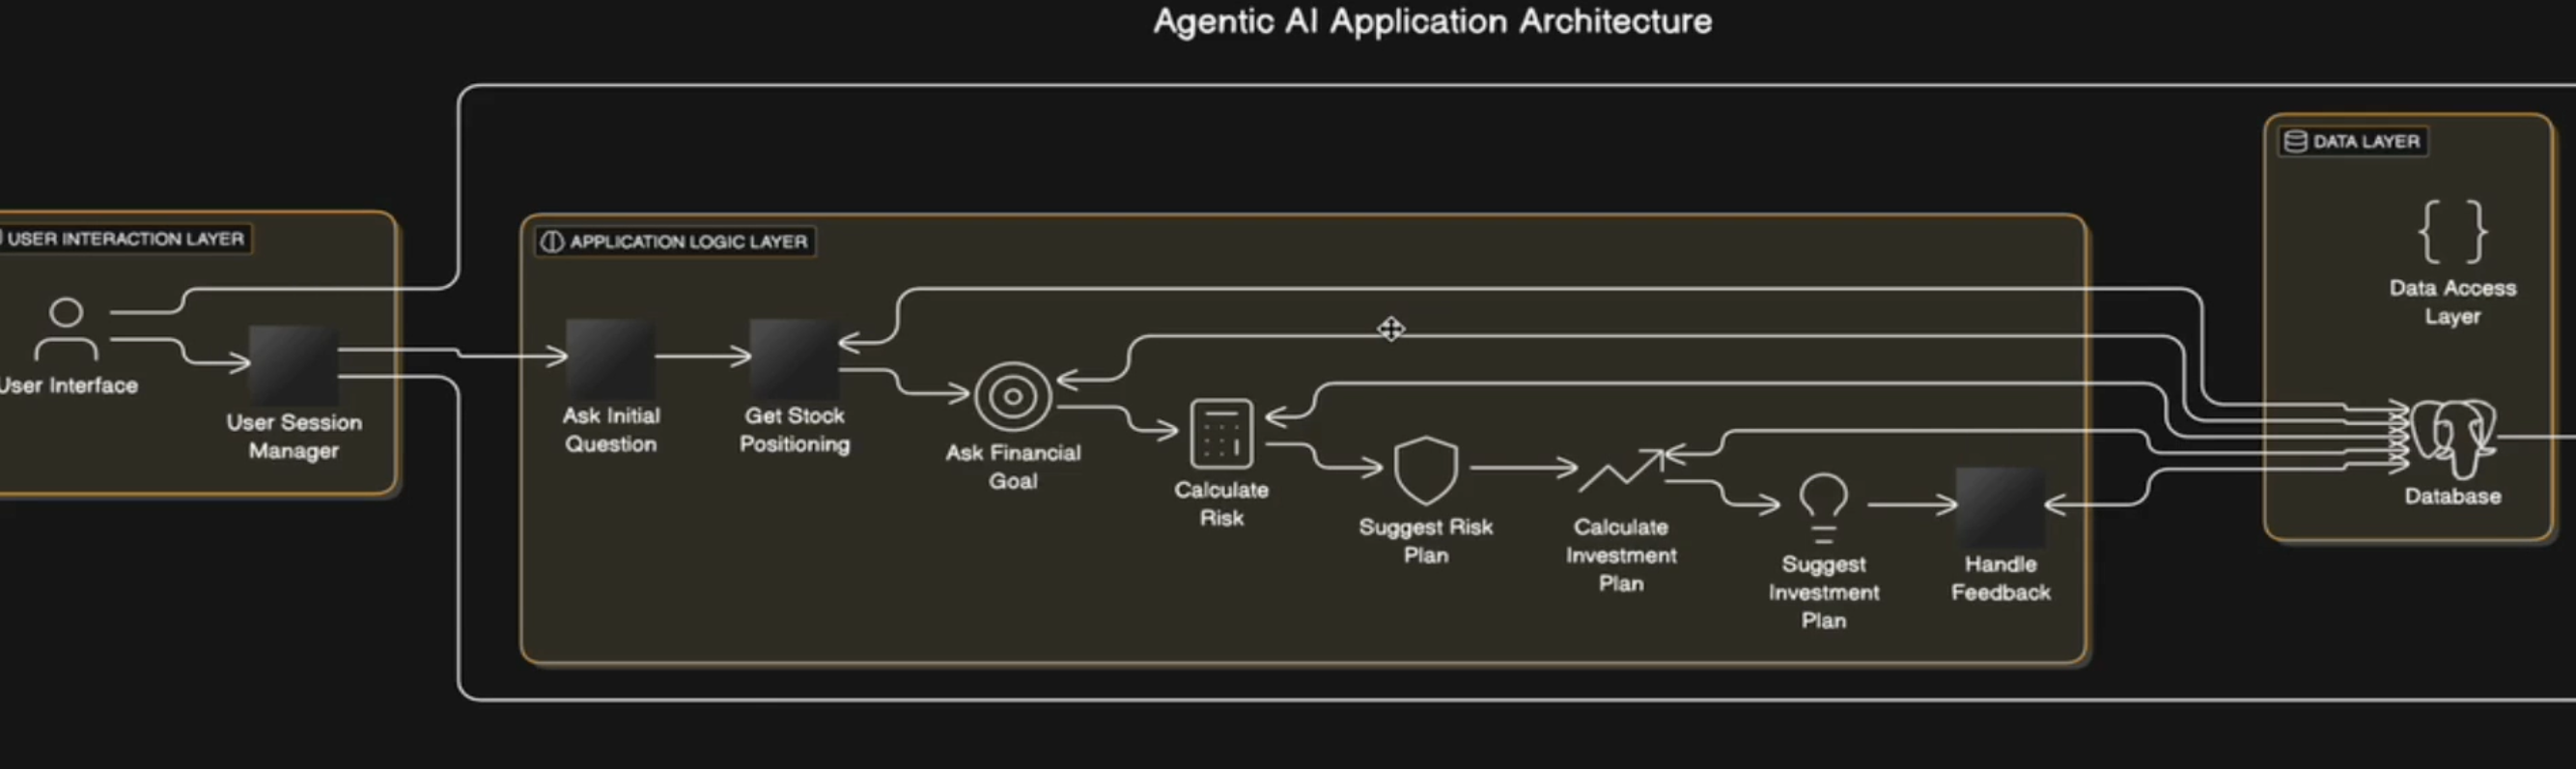 Agentic AI Application Architecture
USER INTERACTION LAYER
User Interface
User Session
Manager
APPLICATION LOGIC LAYER
Ask Initial
Question
Get Stock
Positioning
Ask Financial
Goal
Calculate
Risk
Suggest Risk
Plan
Calculate
Investment
Plan
Suggest
Investment
Plan
Handle
Feedback
DATA LAYER
Data Access
Layer
Database